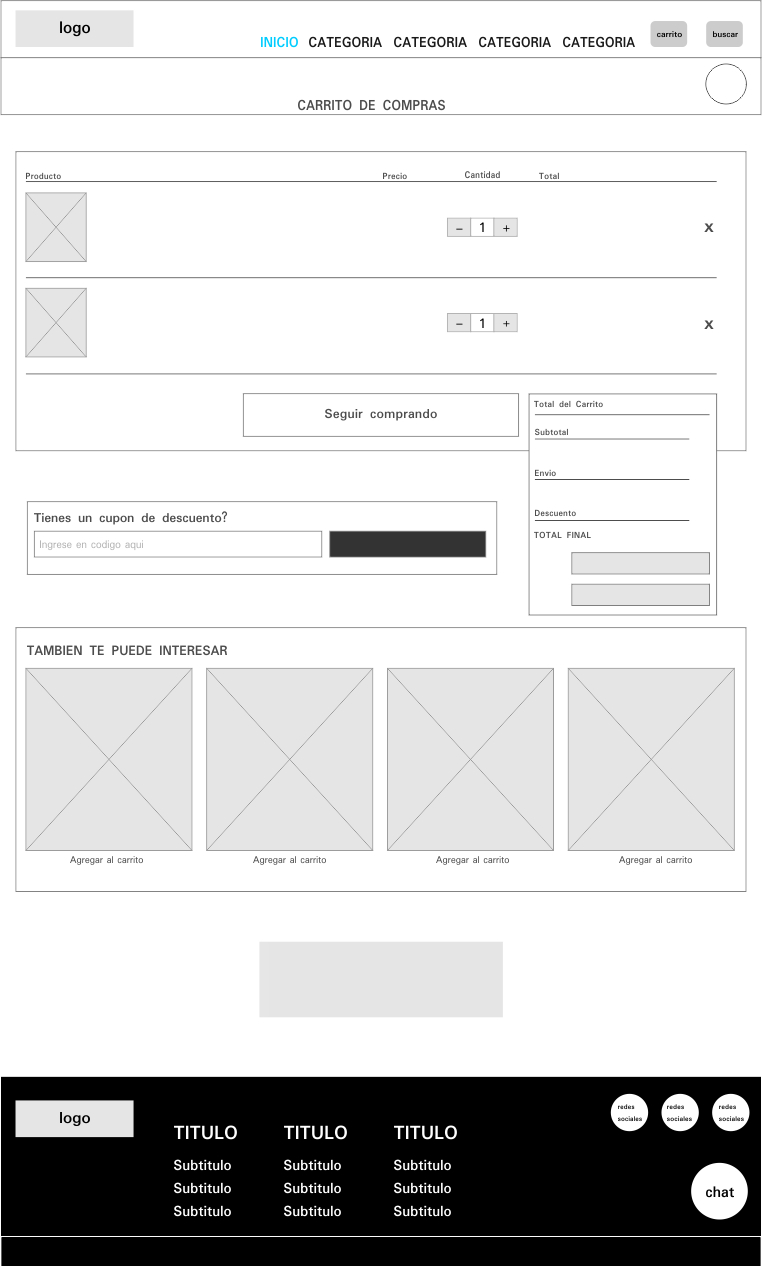 logo
INICIO CATEGORIA CATEGORIA CATEGORIA CATEGORIA carrito buscar
CARRITO DE COMPRAS
Producto Precio Cantidad Total
– 1 + X
– 1 + X
Seguir comprando
Total del Carrito
Subtotal
Envio
Descuento
TOTAL FINAL
Tienes un cupon de descuento?
Ingrese en codigo aqui
TAMBIEN TE PUEDE INTERESAR
Agregar al carrito Agregar al carrito Agregar al carrito Agregar al carrito
logo
TITULO TITULO TITULO
Subtitulo Subtitulo Subtitulo
Subtitulo Subtitulo Subtitulo
Subtitulo Subtitulo Subtitulo
redes redes redes
sociales sociales sociales
chat